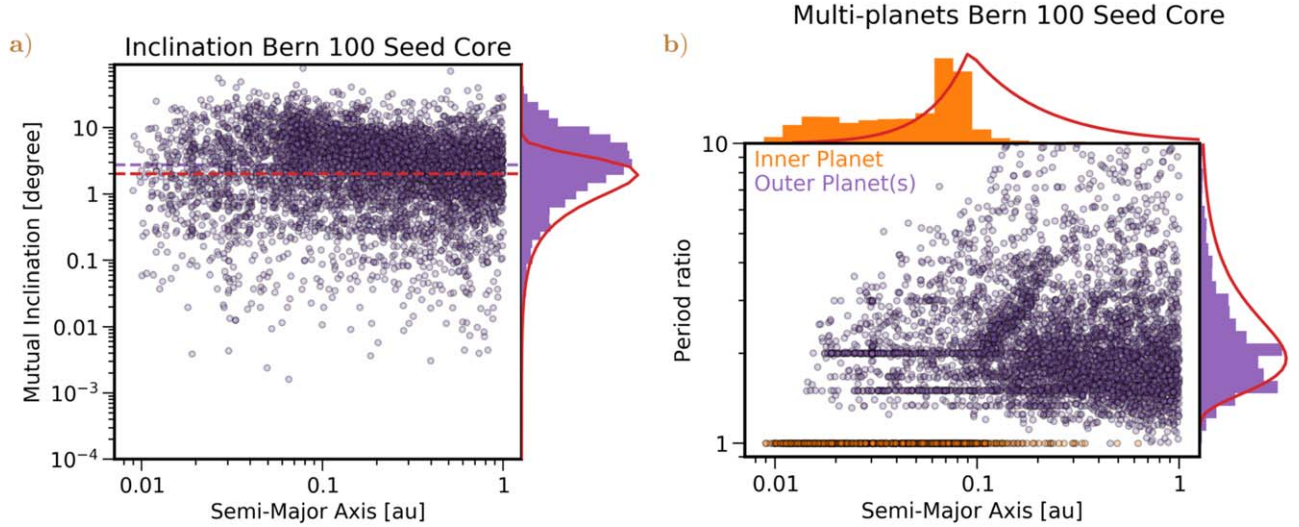 a)
Inclination Bern 100 Seed Core
Mutual Inclination [degree]
10
1
0.1
0.01
10⁻³
10⁻⁴
0.01
0.1
1
Semi-Major Axis [au]
Multi-planets Bern 100 Seed Core
b)
Inner Planet
Outer Planet(s)
Period ratio
10
1
0.01
0.1
1
Semi-Major Axis [au]